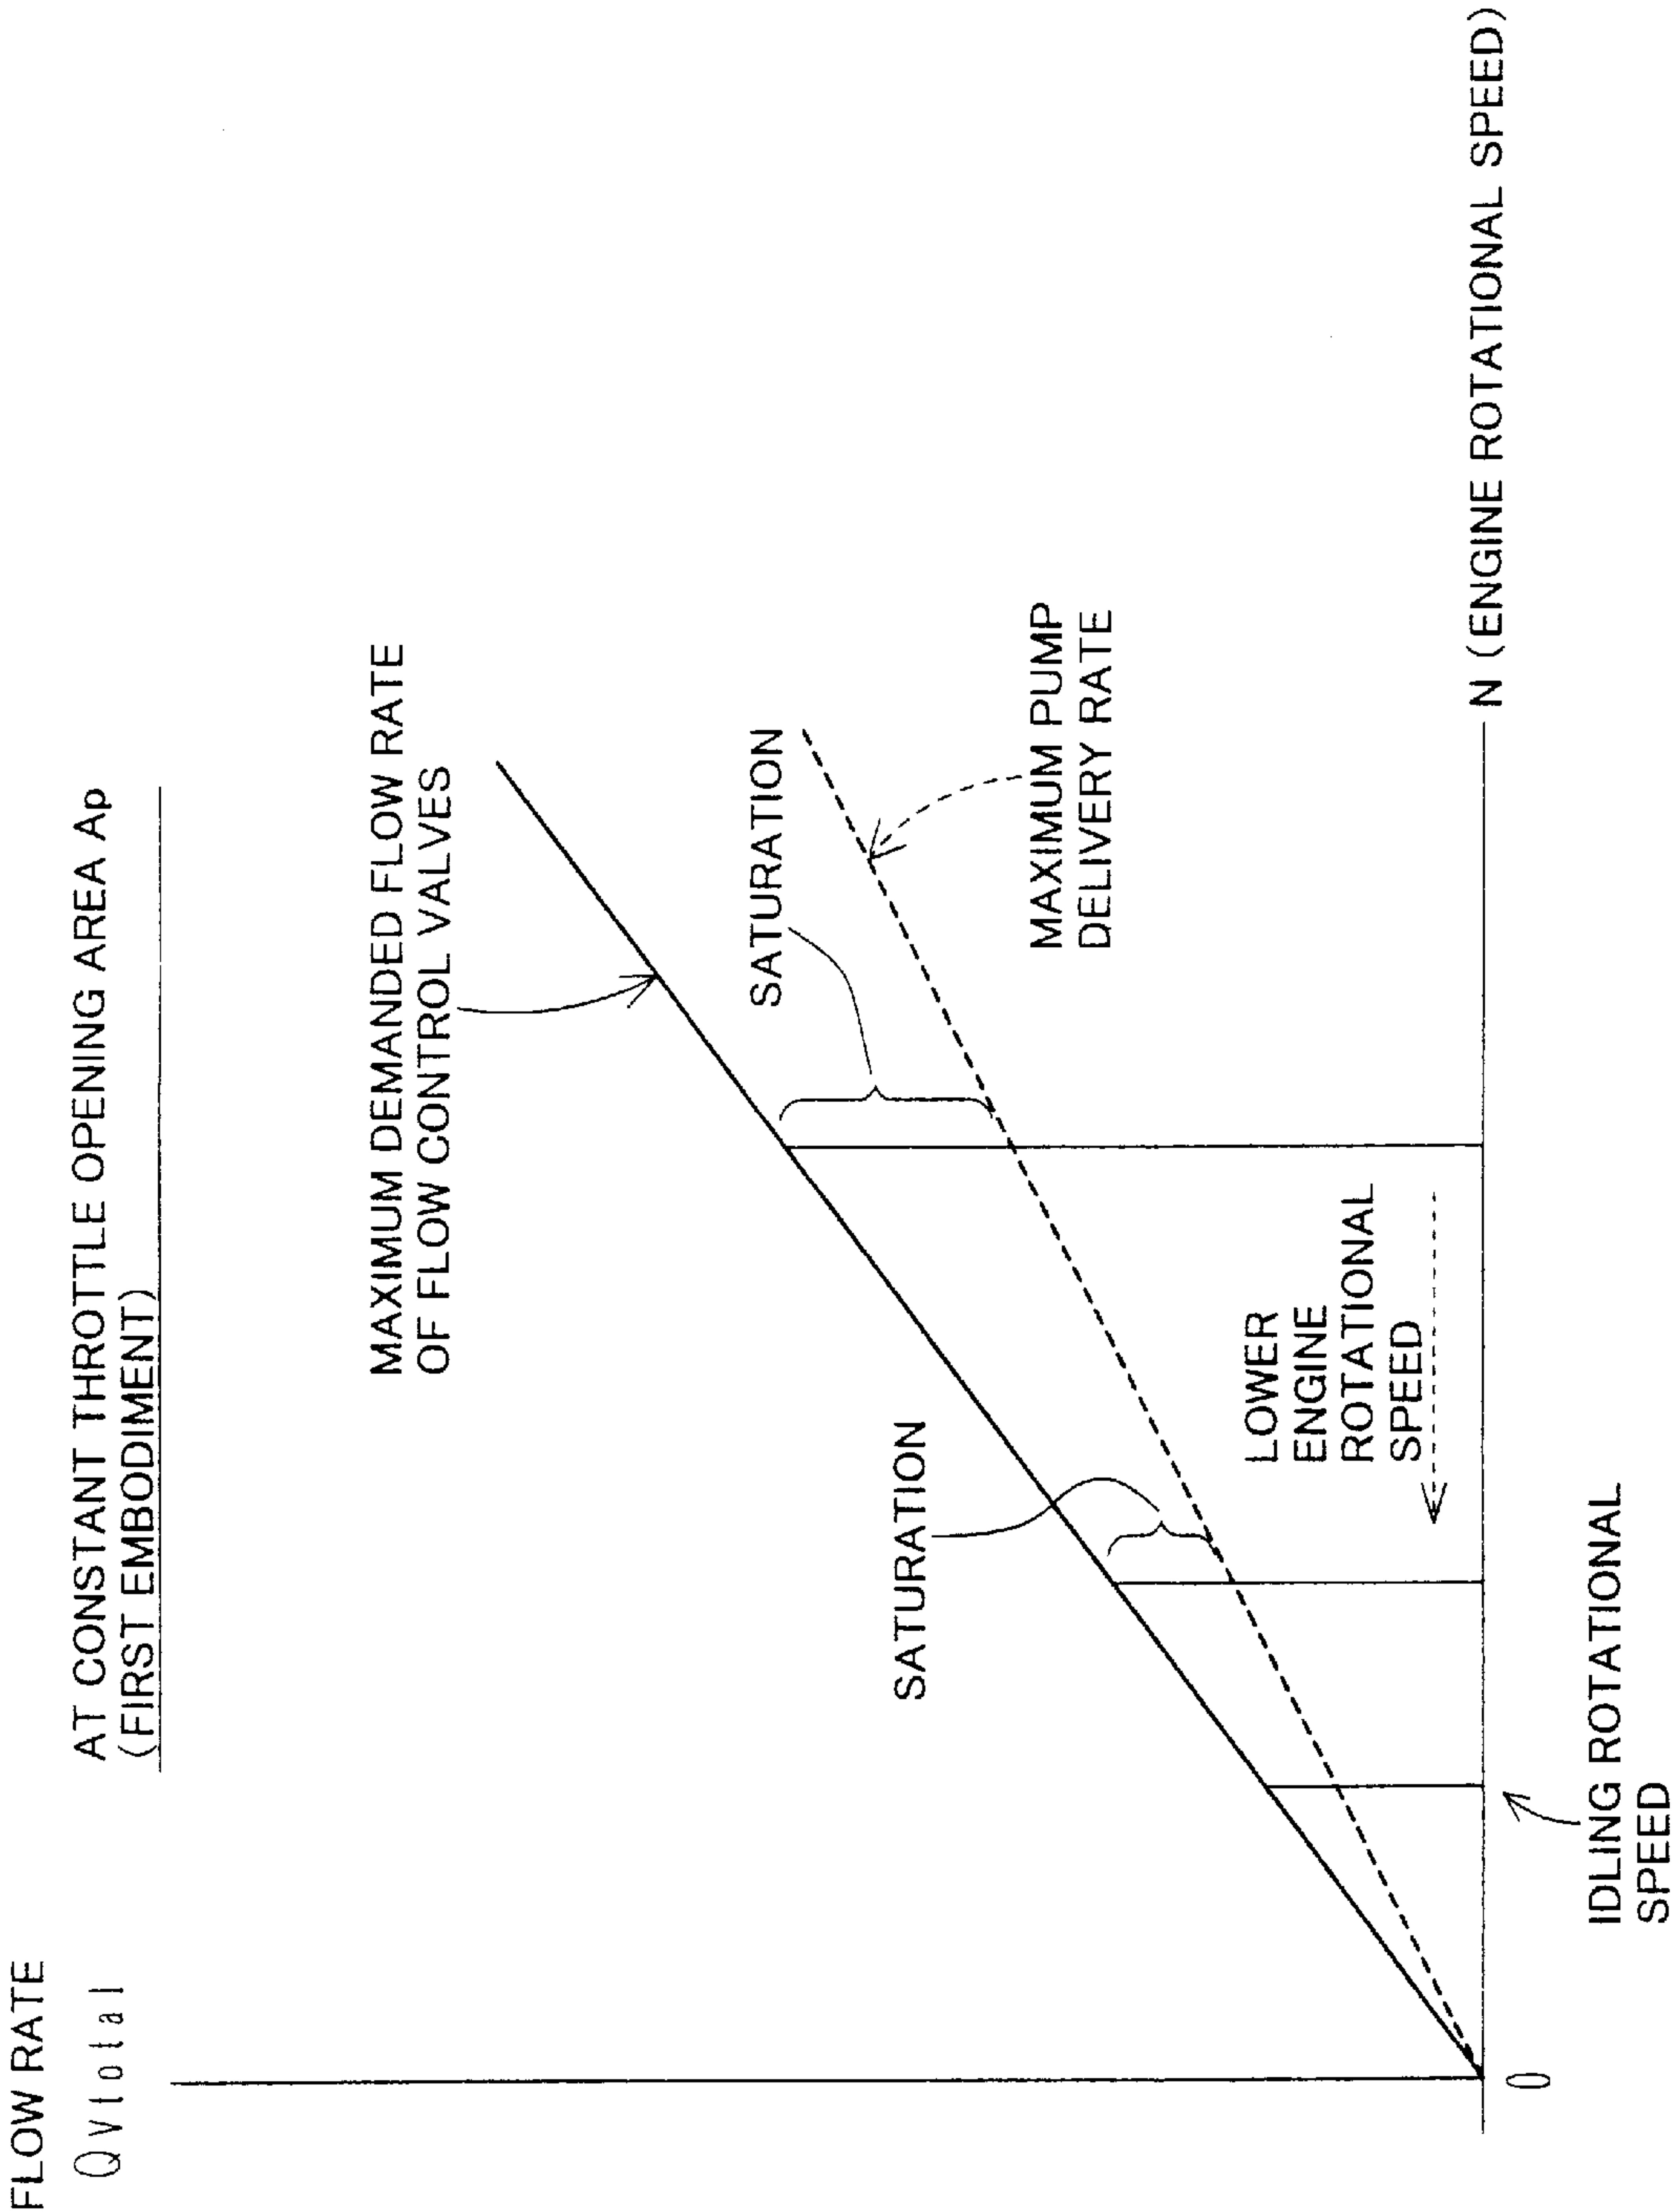 FLOW RATE
Qvtotal
AT CONSTANT THROTTLE OPENING AREA Ap
(FIRST EMBODIMENT)
MAXIMUM DEMANDED FLOW RATE
OF FLOW CONTROL VALVES
SATURATION
SATURATION
MAXIMUM PUMP
DELIVERY RATE
LOWER
ENGINE
ROTATIONAL
SPEED
N (ENGINE ROTATIONAL SPEED)
0
IDLING ROTATIONAL
SPEED